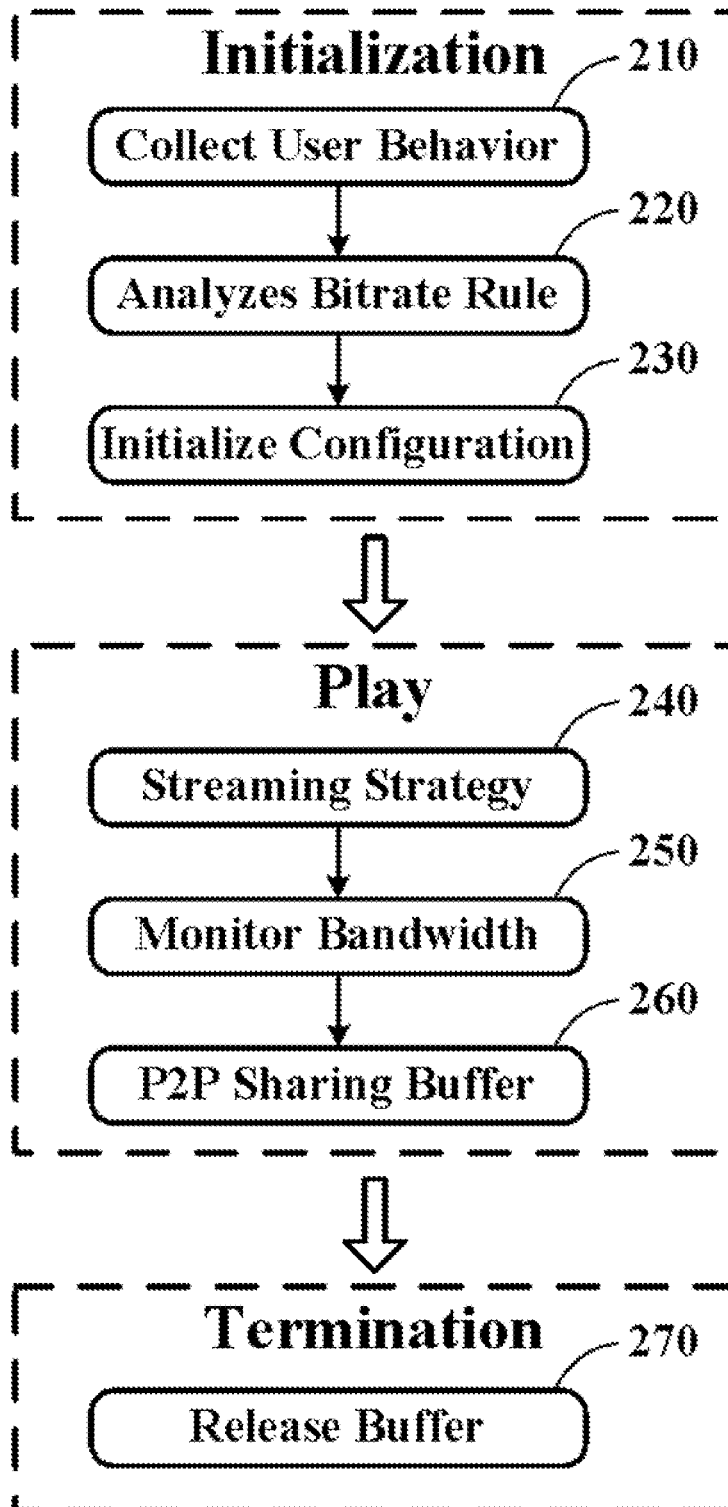 Initialization
210
Collect User Behavior
220
Analyzes Bitrate Rule
230
Initialize Configuration
Play
240
Streaming Strategy
250
Monitor Bandwidth
260
P2P Sharing Buffer
Termination
270
Release Buffer